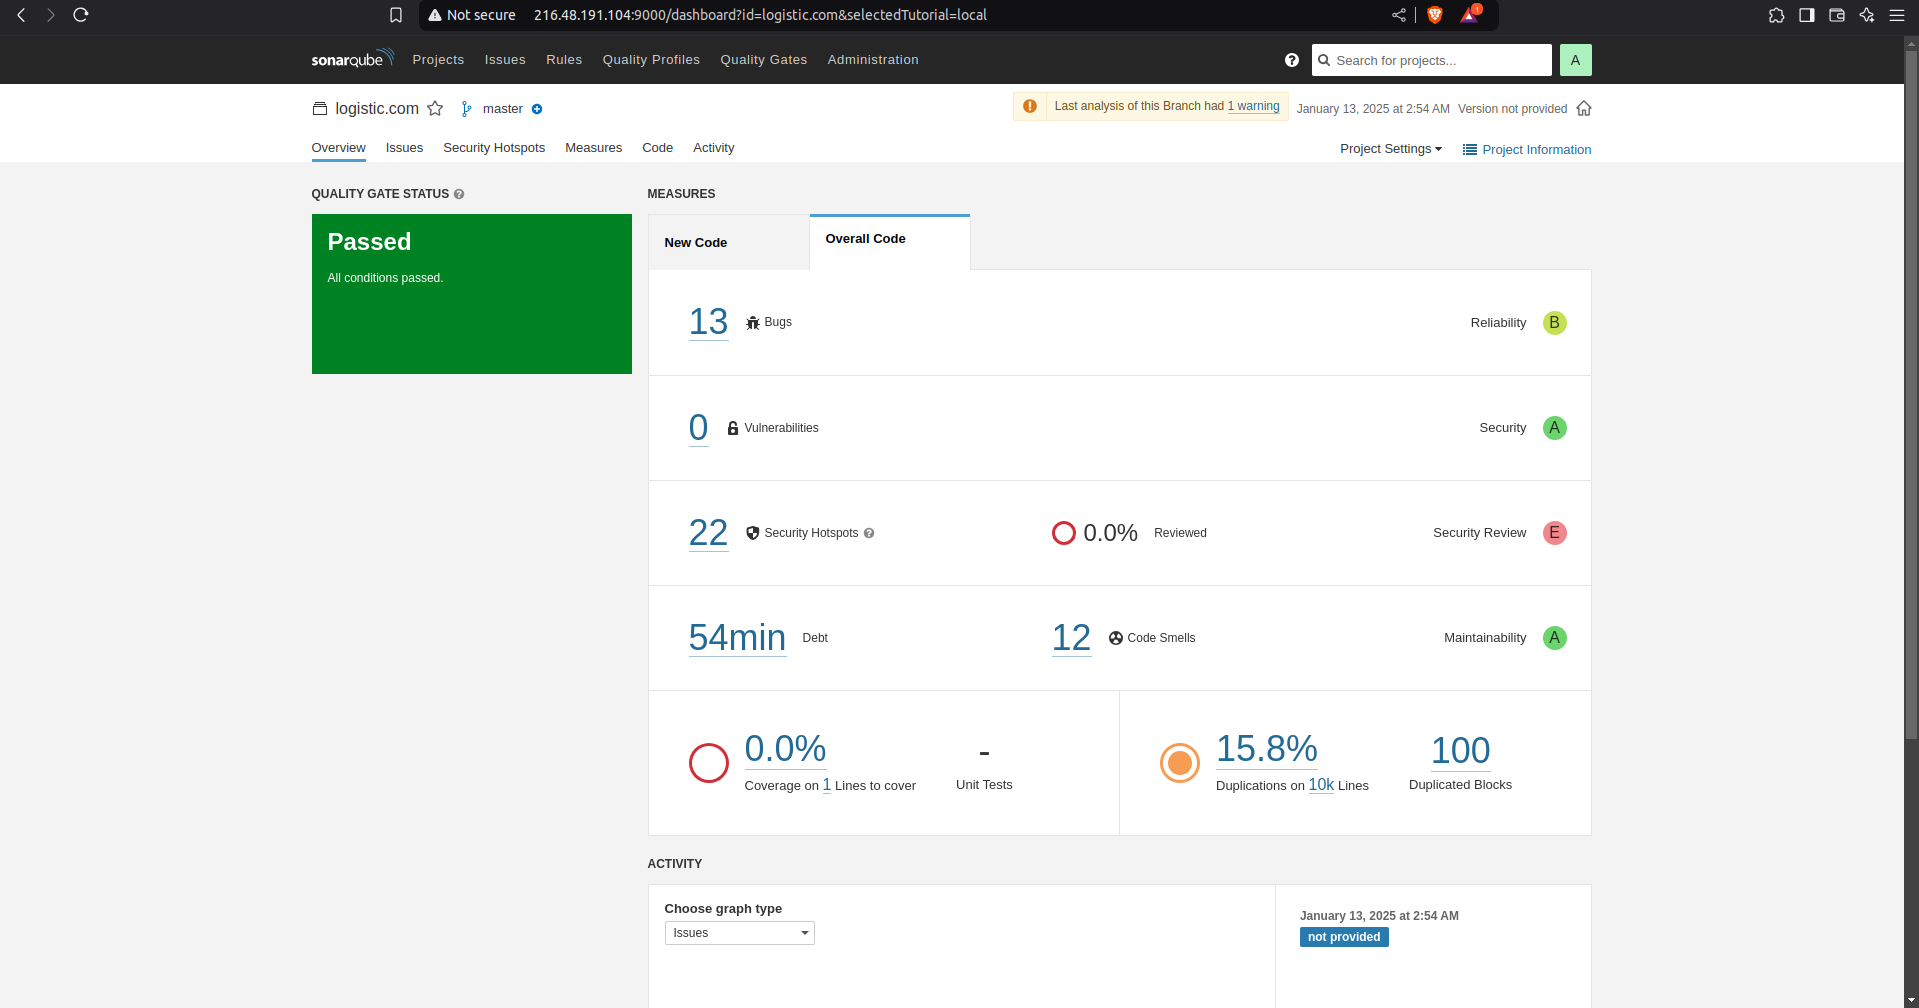 Not secure 216.48.191.104:9000/dashboard?id=logistic.com&selectedTutorial=local 1
sonarqube Projects Issues Rules Quality Profiles Quality Gates Administration ? Search for projects... A
logistic.com master Last analysis of this Branch had 1 warning January 13, 2025 at 2:54 AM Version not provided
Overview Issues Security Hotspots Measures Code Activity Project Settings Project Information
QUALITY GATE STATUS ?
Passed
All conditions passed.
MEASURES
New Code
Overall Code
13 Bugs Reliability B
0 Vulnerabilities Security A
22 Security Hotspots ? 0.0% Reviewed Security Review E
54min Debt 12 Code Smells Maintainability A
0.0%
Coverage on 1 Lines to cover
-
Unit Tests
15.8%
Duplications on 10k Lines
100
Duplicated Blocks
ACTIVITY
Choose graph type
Issues
January 13, 2025 at 2:54 AM
not provided